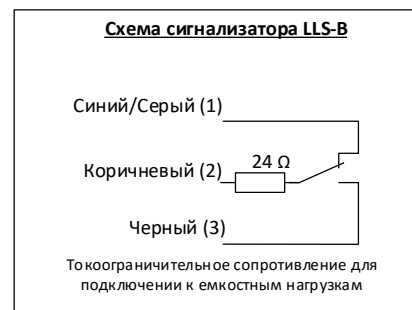 Схема сигнализатора LLS-B
Синий/Серый (1)
24 Ω
Коричневый (2)
Черный (3)
Токоограничительное сопротивление для
подключении к емкостным нагрузкам